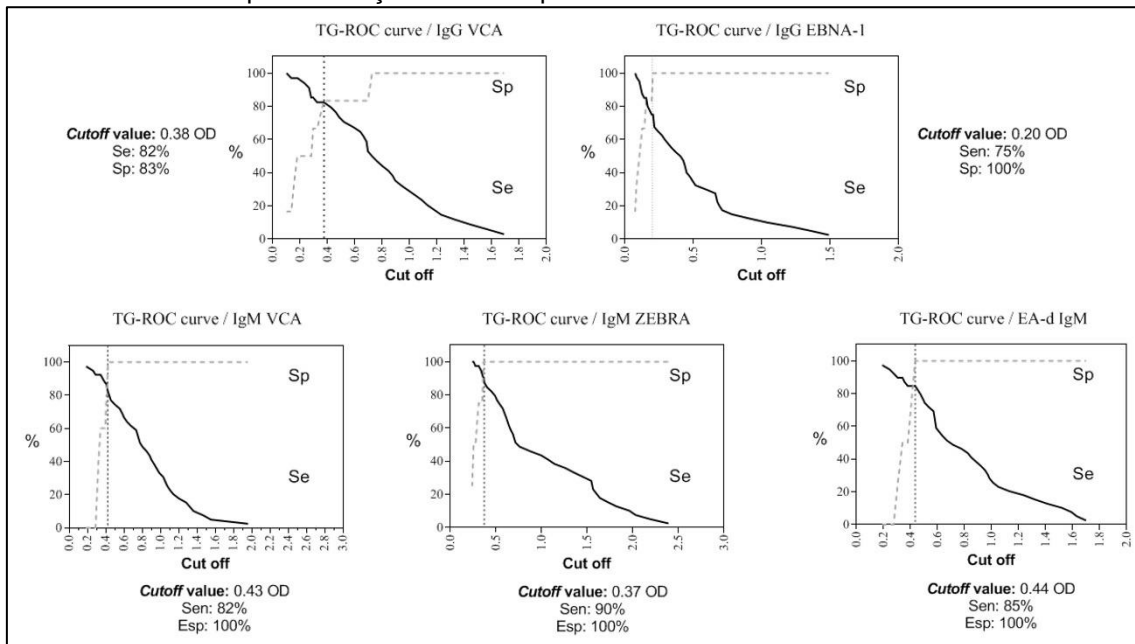 TG-ROC curve / IgG VCA
100
80
60
40
20
0
%
Sp
Se
0.0
0.2
0.4
0.6
0.8
1.0
1.2
1.4
1.6
1.8
2.0
Cut off
Cutoff value: 0.38 OD
Se: 82%
Sp: 83%
TG-ROC curve / IgG EBNA-1
100
80
60
40
20
0
%
Sp
Se
0.0
0.5
1.0
1.5
2.0
Cut off
Cutoff value: 0.20 OD
Sen: 75%
Sp: 100%
TG-ROC curve / IgM VCA
100
80
60
40
20
0
%
Sp
Se
0.0
0.2
0.4
0.6
0.8
1.0
1.2
1.4
1.6
1.8
2.0
2.2
2.4
2.6
2.8
3.0
Cut off
Cutoff value: 0.43 OD
Sen: 82%
Esp: 100%
TG-ROC curve / IgM ZEBRA
100
80
60
40
20
0
%
Sp
Se
0.0
0.5
1.0
1.5
2.0
2.5
3.0
Cut off
Cutoff value: 0.37 OD
Sen: 90%
Esp: 100%
TG-ROC curve / EA-d IgM
100
80
60
40
20
0
%
Sp
Se
0.0
0.2
0.4
0.6
0.8
1.0
1.2
1.4
1.6
1.8
2.0
Cut off
Cutoff value: 0.44 OD
Sen: 85%
Esp: 100%